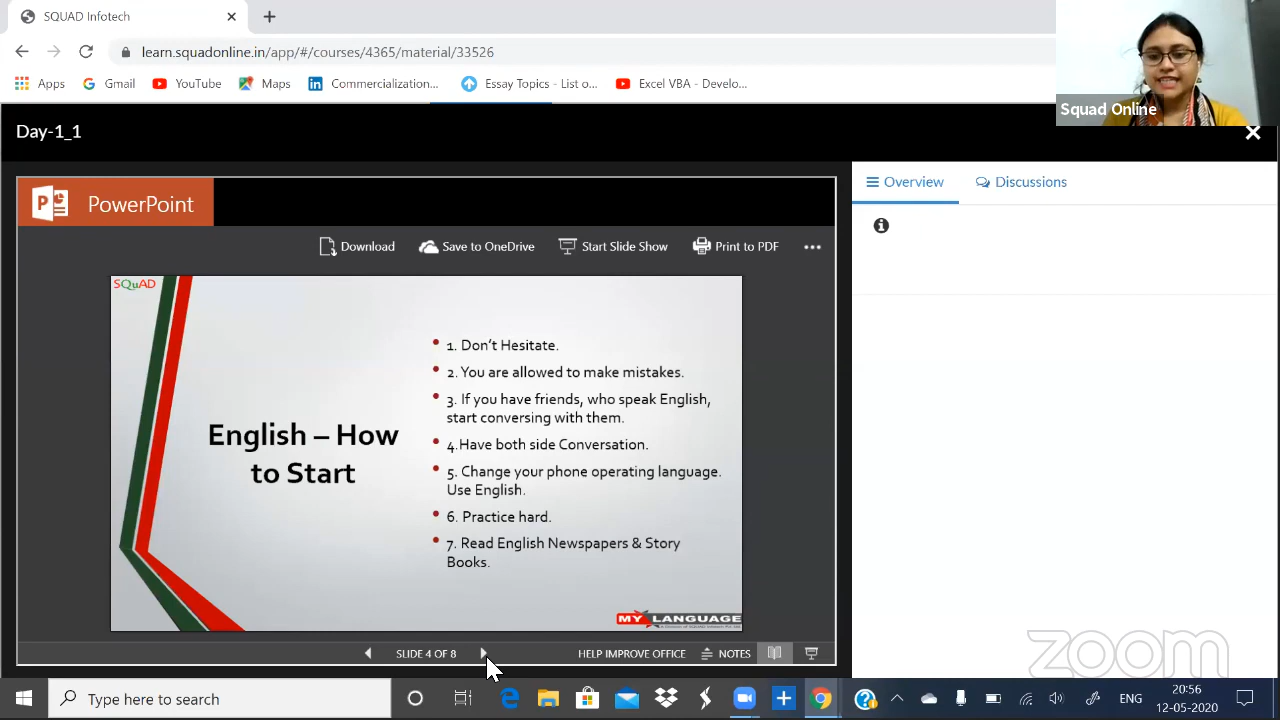 SQUAD Infotech
learn.squadonline.in/app/#/courses/4365/material/33526
Apps
Gmail
YouTube
Maps
Commercialization...
Essay Topics - List o...
Excel VBA - Develo...
Squad Online
Day-1_1
PowerPoint
Overview
Discussions
Download
Save to OneDrive
Start Slide Show
Print to PDF
SQuAD
English – How
to Start
1. Don't Hesitate.
2. You are allowed to make mistakes.
3. If you have friends, who speak English,
start conversing with them.
4.Have both side Conversation.
5. Change your phone operating language.
Use English.
6. Practice hard.
7. Read English Newspapers & Story
Books.
MY LANGUAGE
SLIDE 4 OF 8
HELP IMPROVE OFFICE
NOTES
zoom
Type here to search
ENG
20:56
12-05-2020